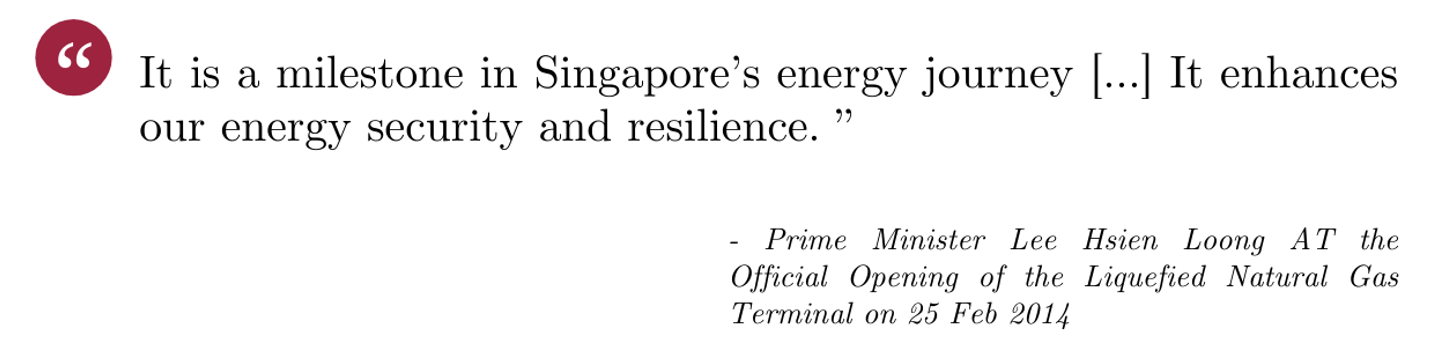 “ It is a milestone in Singapore’s energy journey [...] It enhances
our energy security and resilience. ”
- Prime Minister Lee Hsien Loong AT the
Official Opening of the Liquefied Natural Gas
Terminal on 25 Feb 2014